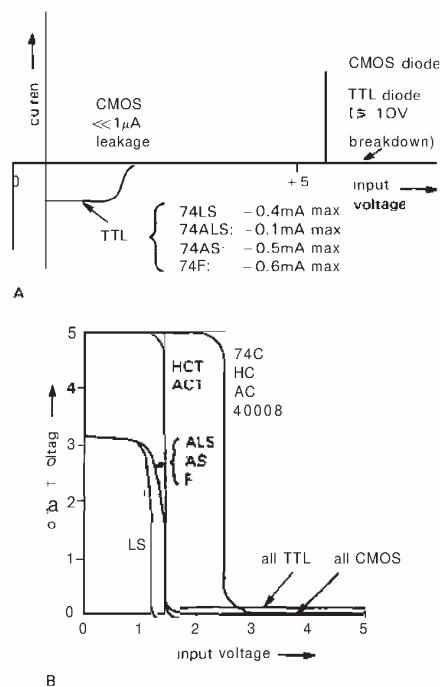 CMOS diode
CMOS
TTL diode
<<1μA
leakage
breakdown)
0
+5
input
voltage
TTL
74LS -0.4mA max
74ALS: -0.1mA max
74AS: -0.5mA max
74F: -0.6mA max
A
5
4
3
2
1
0
HCT
ACT
74C
HC
AC
4000B
ALS
AS
F
LS
all TTL
all CMOS
0 1 2 3 4 5
input voltage
B